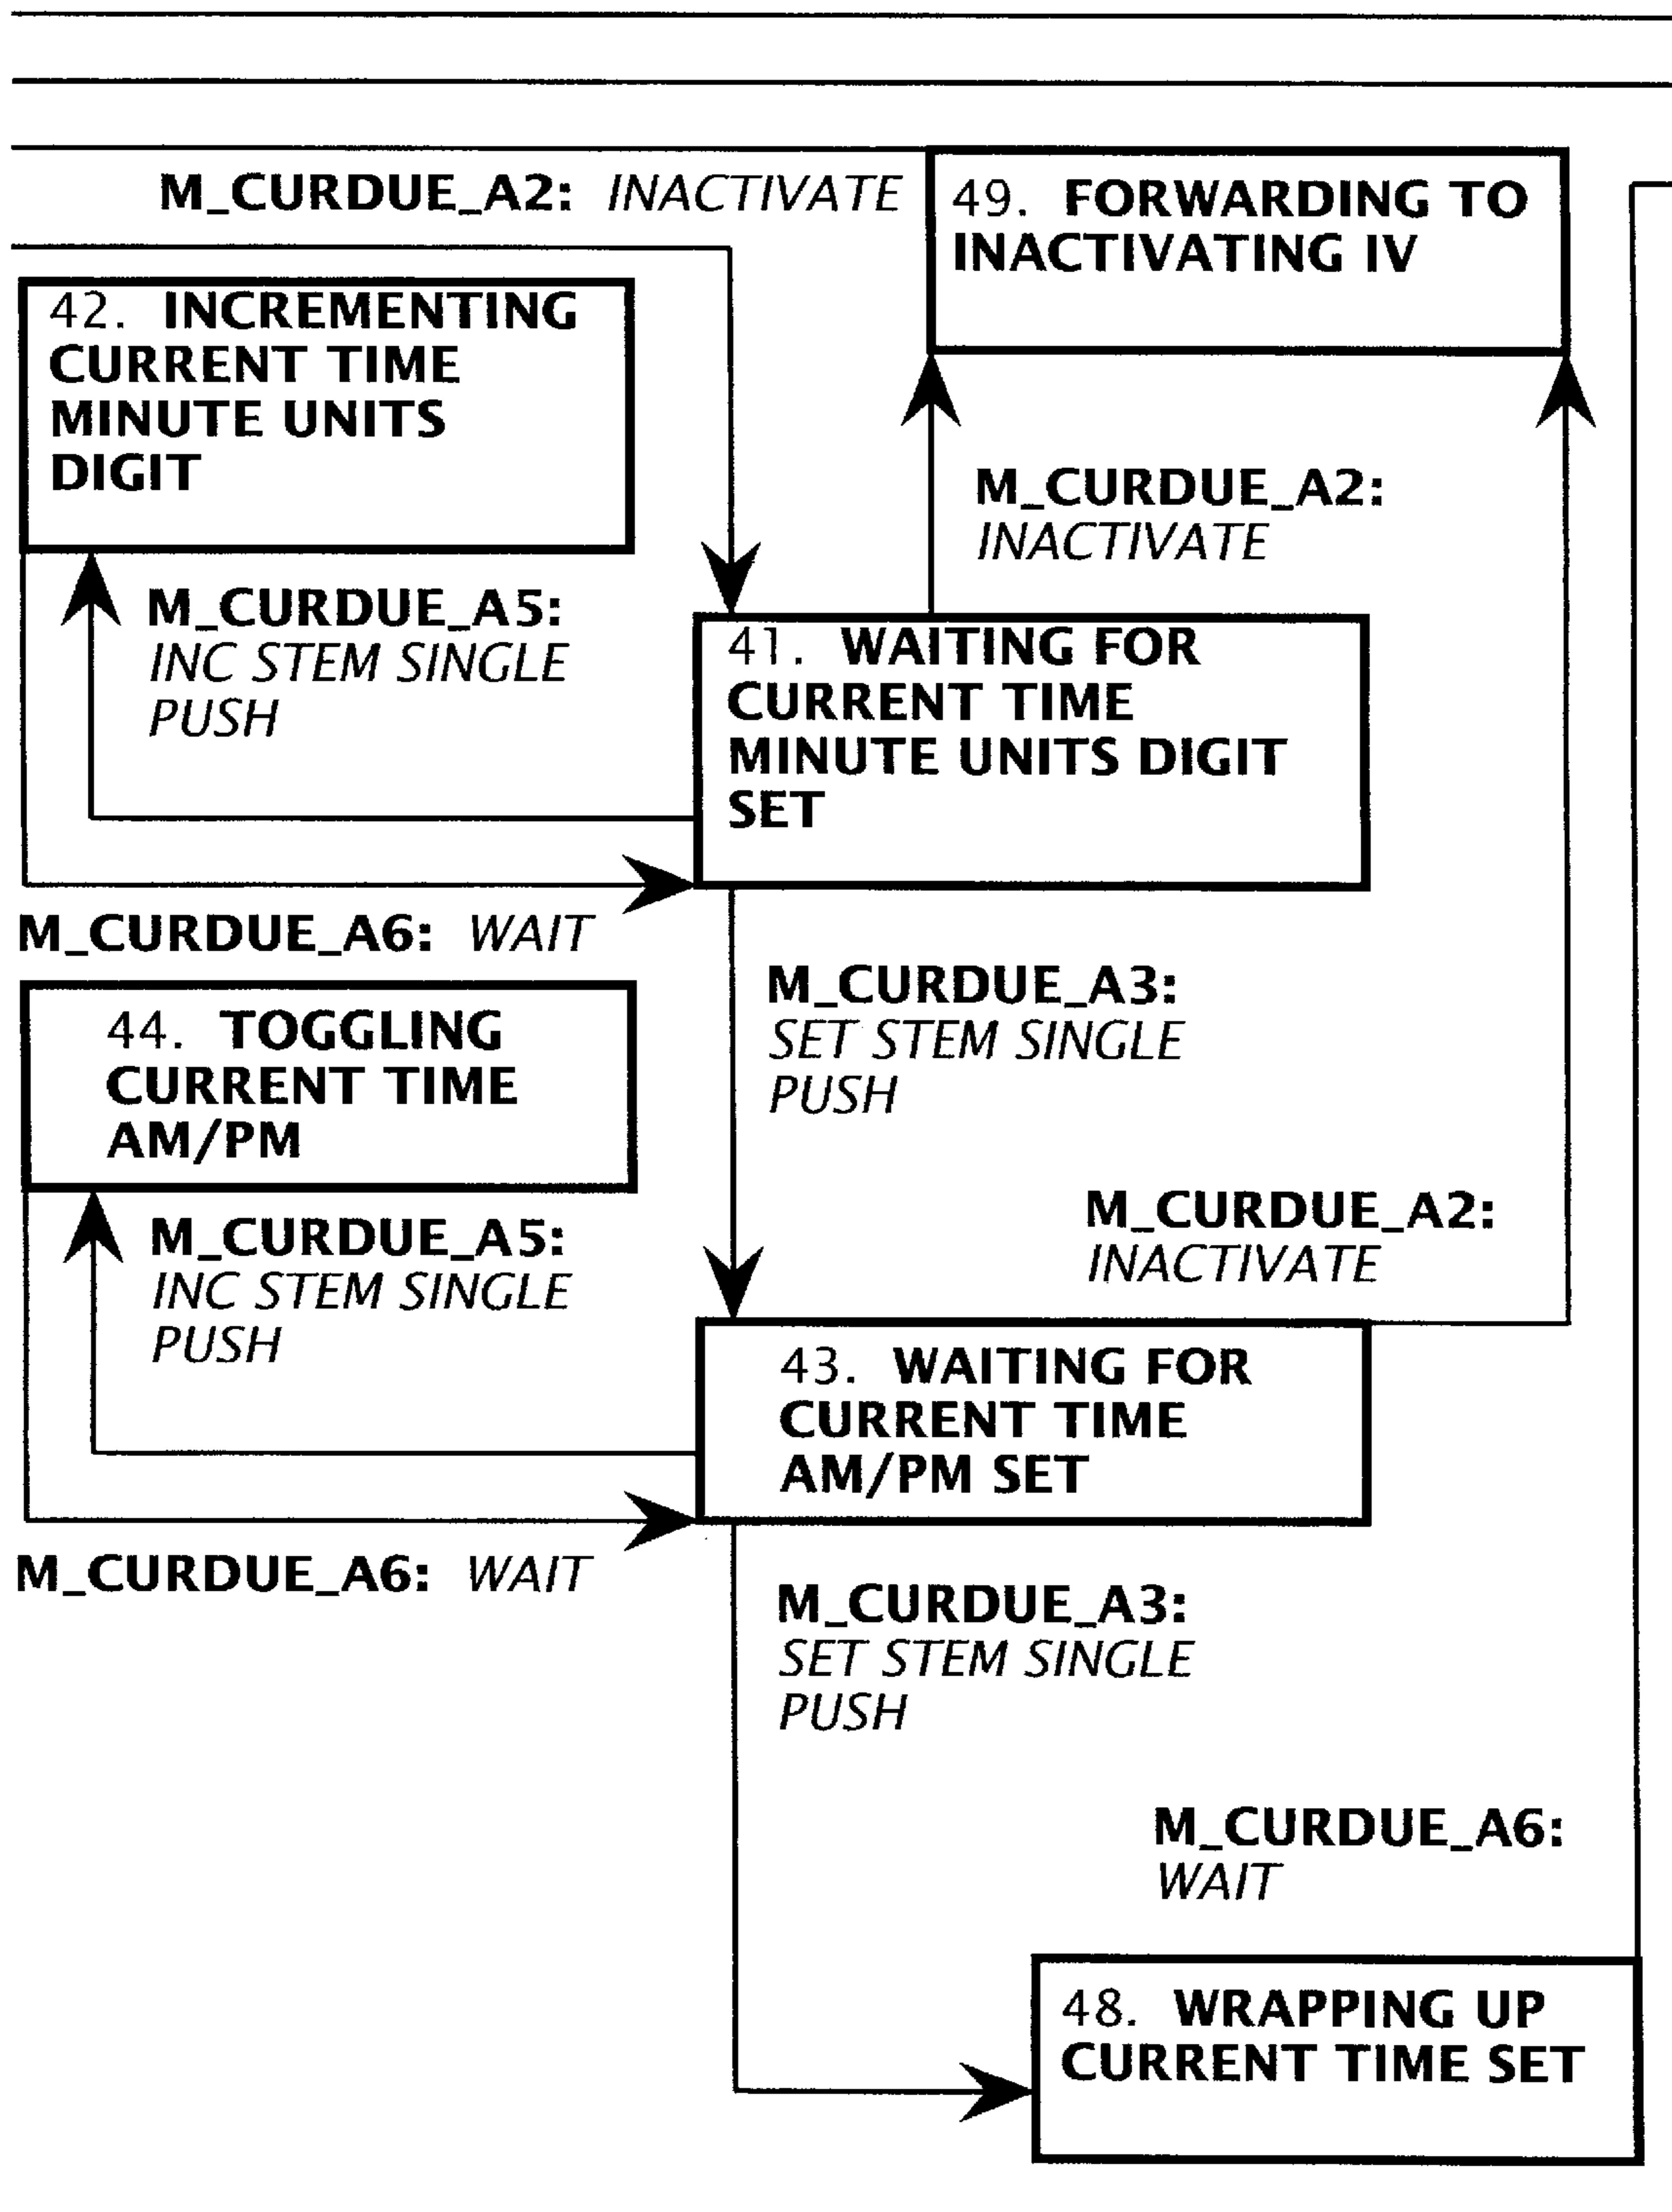 M_CURDUE_A2: INACTIVATE
49. FORWARDING TO
INACTIVATING IV
42. INCREMENTING
CURRENT TIME
MINUTE UNITS
DIGIT
M_CURDUE_A2:
INACTIVATE
M_CURDUE_A5:
INC STEM SINGLE
PUSH
41. WAITING FOR
CURRENT TIME
MINUTE UNITS DIGIT
SET
M_CURDUE_A6: WAIT
M_CURDUE_A3:
SET STEM SINGLE
PUSH
44. TOGGLING
CURRENT TIME
AM/PM
M_CURDUE_A2:
INACTIVATE
M_CURDUE_A5:
INC STEM SINGLE
PUSH
43. WAITING FOR
CURRENT TIME
AM/PM SET
M_CURDUE_A6: WAIT
M_CURDUE_A3:
SET STEM SINGLE
PUSH
M_CURDUE_A6:
WAIT
48. WRAPPING UP
CURRENT TIME SET